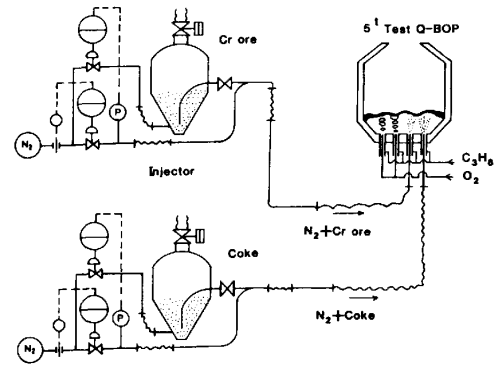 Cr ore
5t Test Q-BOP
P
N₂
Injector
C₃H₈
O₂
N₂+Cr ore
Coke
P
N₂
N₂+Coke